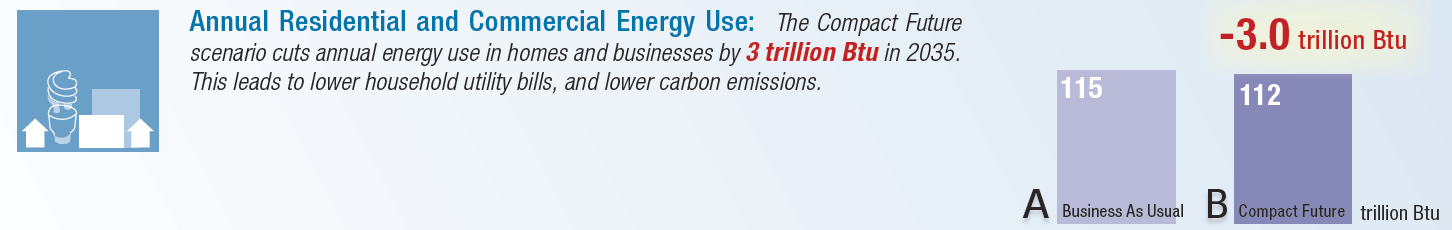 Annual Residential and Commercial Energy Use: The Compact Future
scenario cuts annual energy use in homes and businesses by 3 trillion Btu in 2035.
This leads to lower household utility bills, and lower carbon emissions.
-3.0 trillion Btu
115
112
A Business As Usual
B Compact Future
trillion Btu